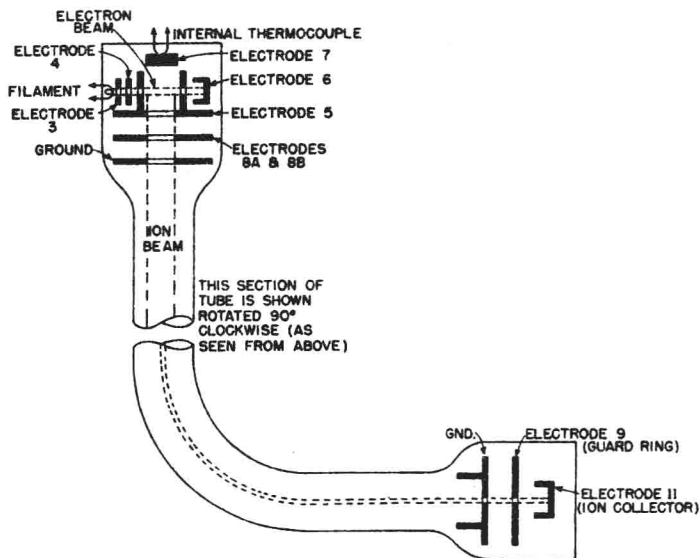 ELECTRON
BEAM
INTERNAL THERMOCOUPLE
ELECTRODE
4
ELECTRODE 7
ELECTRODE 6
FILAMENT
ELECTRODE
3
ELECTRODE 5
GROUND
ELECTRODES
8A & 8B
ION
BEAM
THIS SECTION OF
TUBE IS SHOWN
ROTATED 90°
CLOCKWISE (AS
SEEN FROM ABOVE)
GND.
ELECTRODE 9
(GUARD RING)
ELECTRODE 11
(ION COLLECTOR)